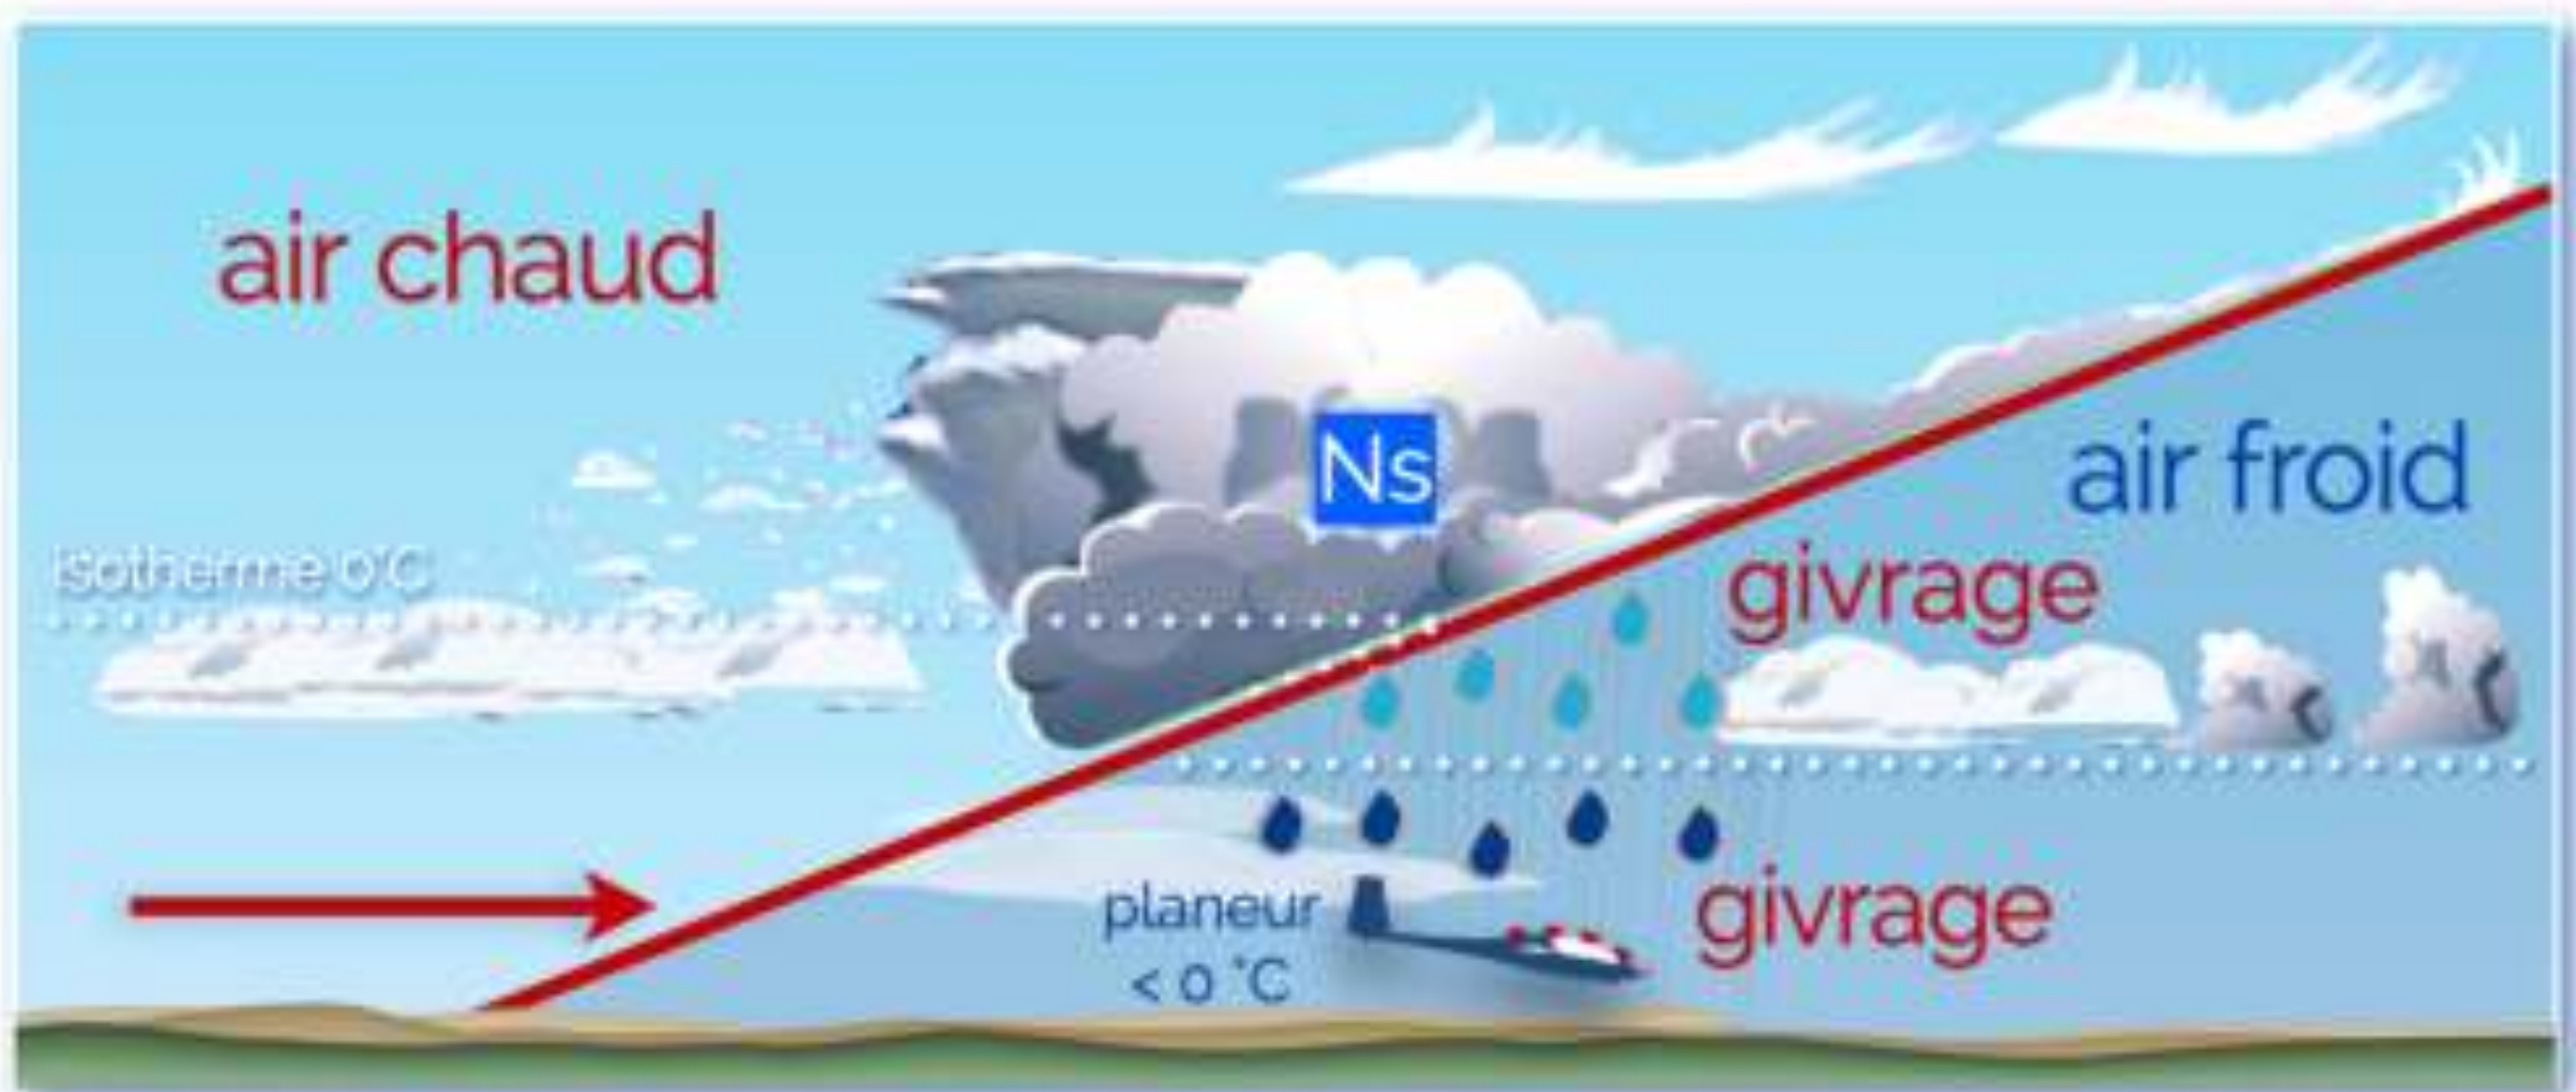 air chaud
Ns
air froid
isotherme 0°C
givrage
planeur
< 0 °C
givrage